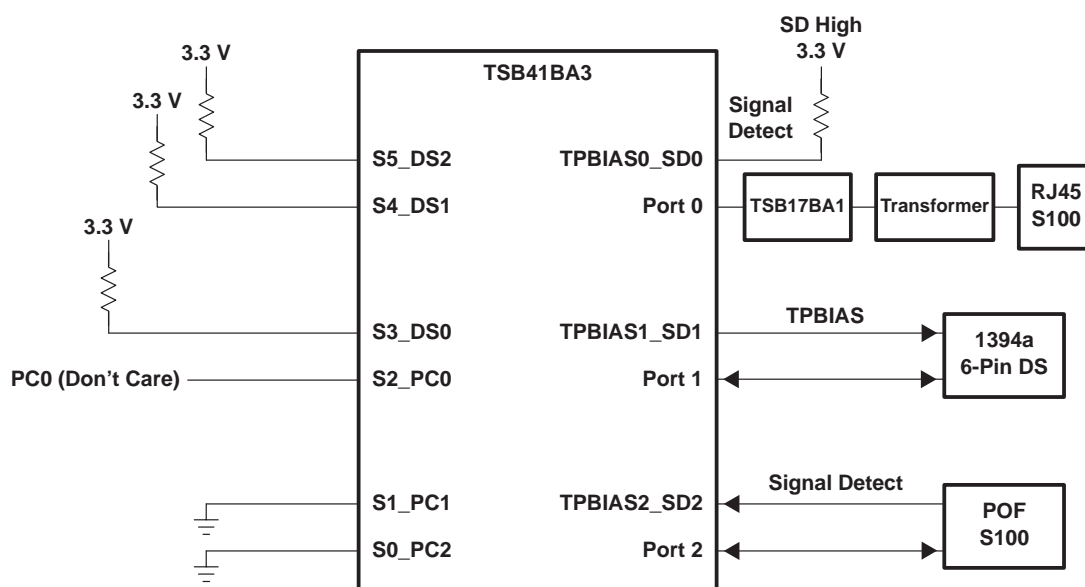 SD High
3.3 V
3.3 V
TSB41BA3
3.3 V
Signal
Detect
S5_DS2
TPBIAS0_SD0
S4_DS1
Port 0
TSB17BA1
Transformer
RJ45
S100
3.3 V
S3_DS0
TPBIAS1_SD1
TPBIAS
1394a
6-Pin DS
PC0 (Don't Care)
S2_PC0
Port 1
S1_PC1
TPBIAS2_SD2
Signal Detect
POF
S100
S0_PC2
Port 2